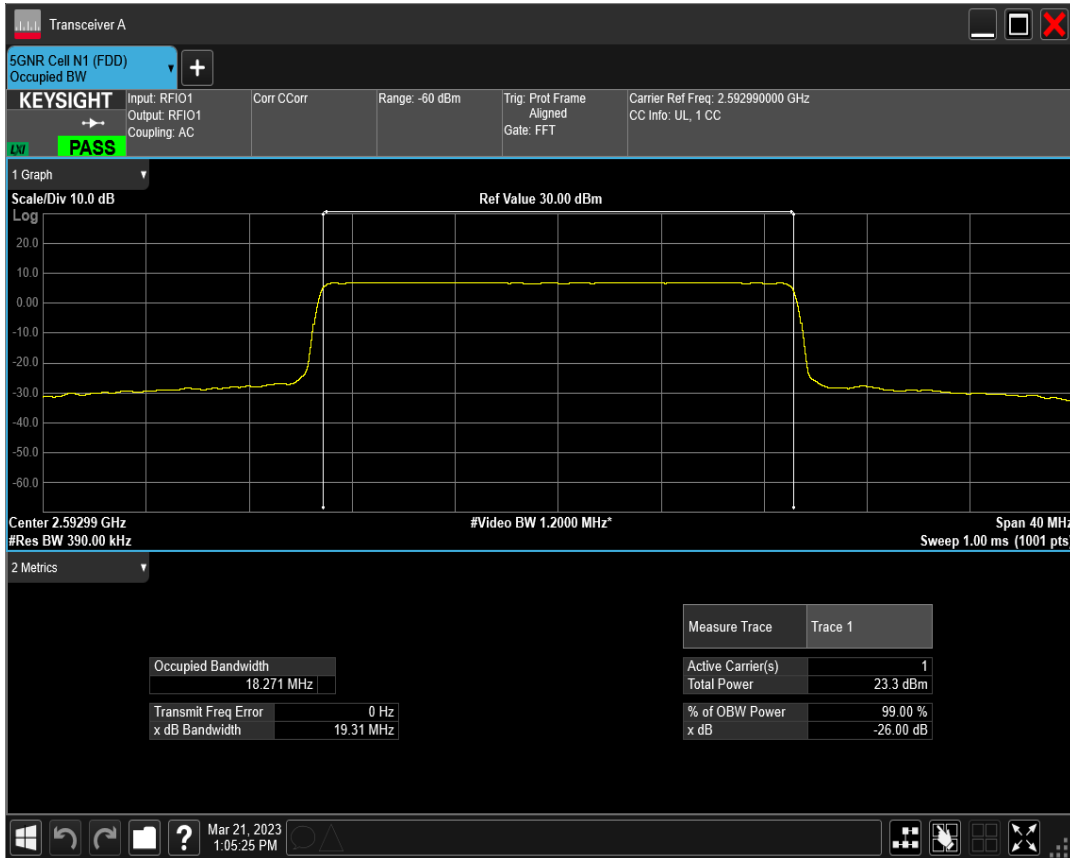 Transceiver A
5GNR Cell N1 (FDD)
Occupied BW
+
KEYSIGHT
LXI
PASS
Input: RFIO1
Output: RFIO1
Coupling: AC
Corr CCorr
Range: -60 dBm
Trig: Prot Frame
Aligned
Gate: FFT
Carrier Ref Freq: 2.592990000 GHz
CC Info: UL, 1 CC
1 Graph
Scale/Div 10.0 dB
Ref Value 30.00 dBm
Log
20.0
10.0
0.00
-10.0
-20.0
-30.0
-40.0
-50.0
-60.0
Center 2.59299 GHz
#Video BW 1.2000 MHz*
Span 40 MHz
#Res BW 390.00 kHz
Sweep 1.00 ms (1001 pts)
2 Metrics
Measure Trace Trace 1
Occupied Bandwidth
18.271 MHz
Active Carrier(s) 1
Total Power 23.3 dBm
Transmit Freq Error 0 Hz
x dB Bandwidth 19.31 MHz
% of OBW Power 99.00 %
x dB -26.00 dB
?
Mar 21, 2023
1:05:25 PM